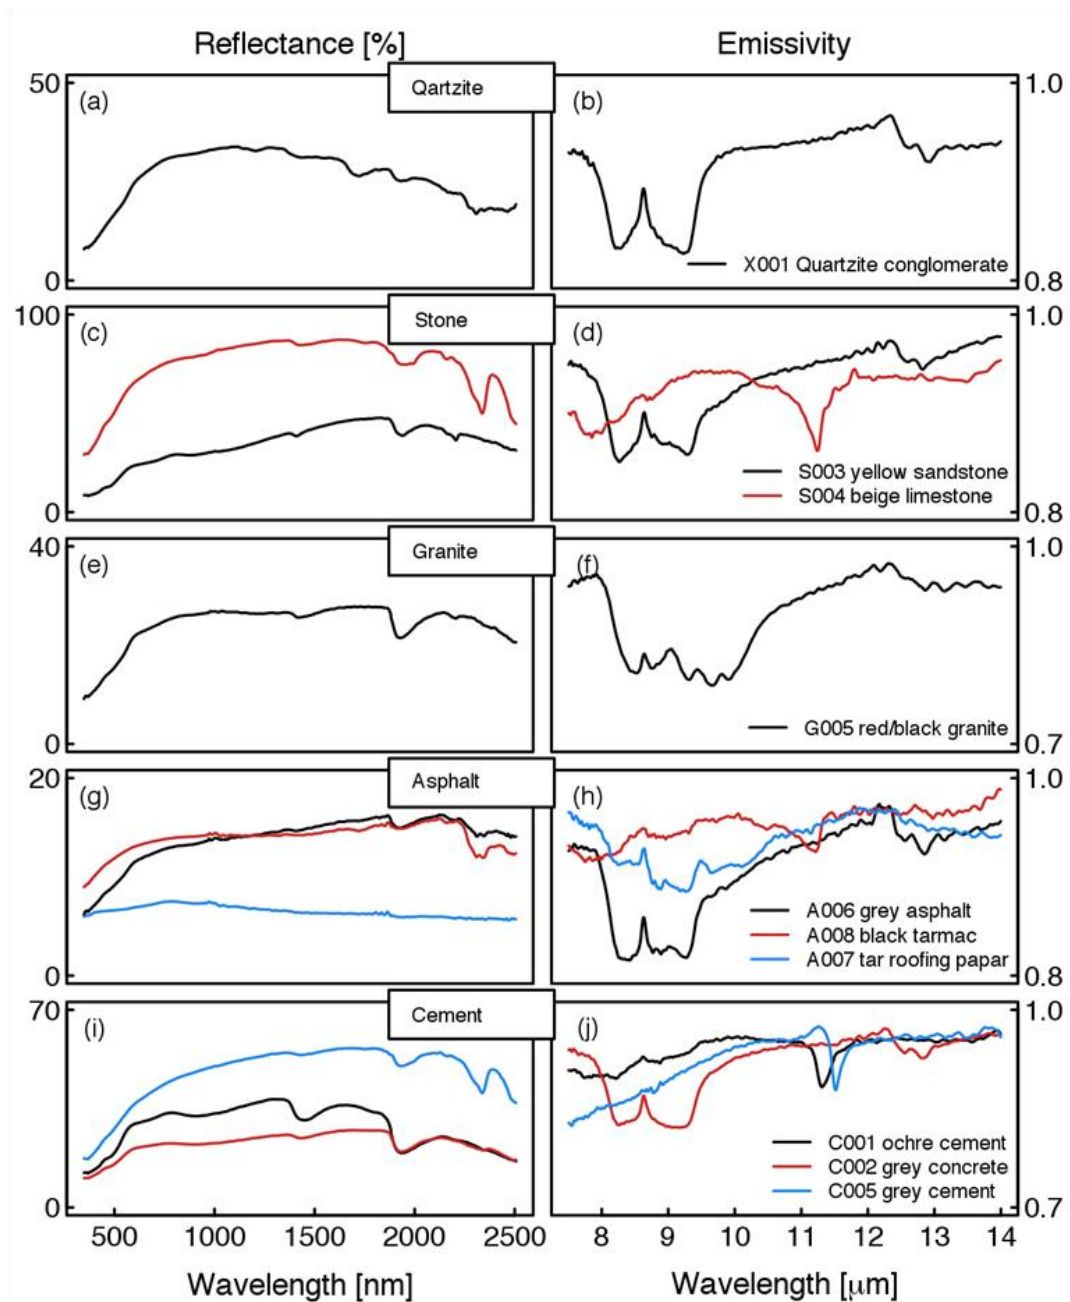 Reflectance [%] Emissivity
Qartzite
50 (a) (b) 1.0
X001 Quartzite conglomerate
0 0.8
Stone
100 (c) (d) 1.0
S003 yellow sandstone
S004 beige limestone
0 0.8
Granite
40 (e) (f) 1.0
G005 red/black granite
0 0.7
Asphalt
20 (g) (h) 1.0
A006 grey asphalt
A008 black tarmac
A007 tar roofing papar
0 0.8
Cement
70 (i) (j) 1.0
C001 ochre cement
C002 grey concrete
C005 grey cement
0 0.7
500 1000 1500 2000 2500 8 9 10 11 12 13 14
Wavelength [nm] Wavelength [μm]